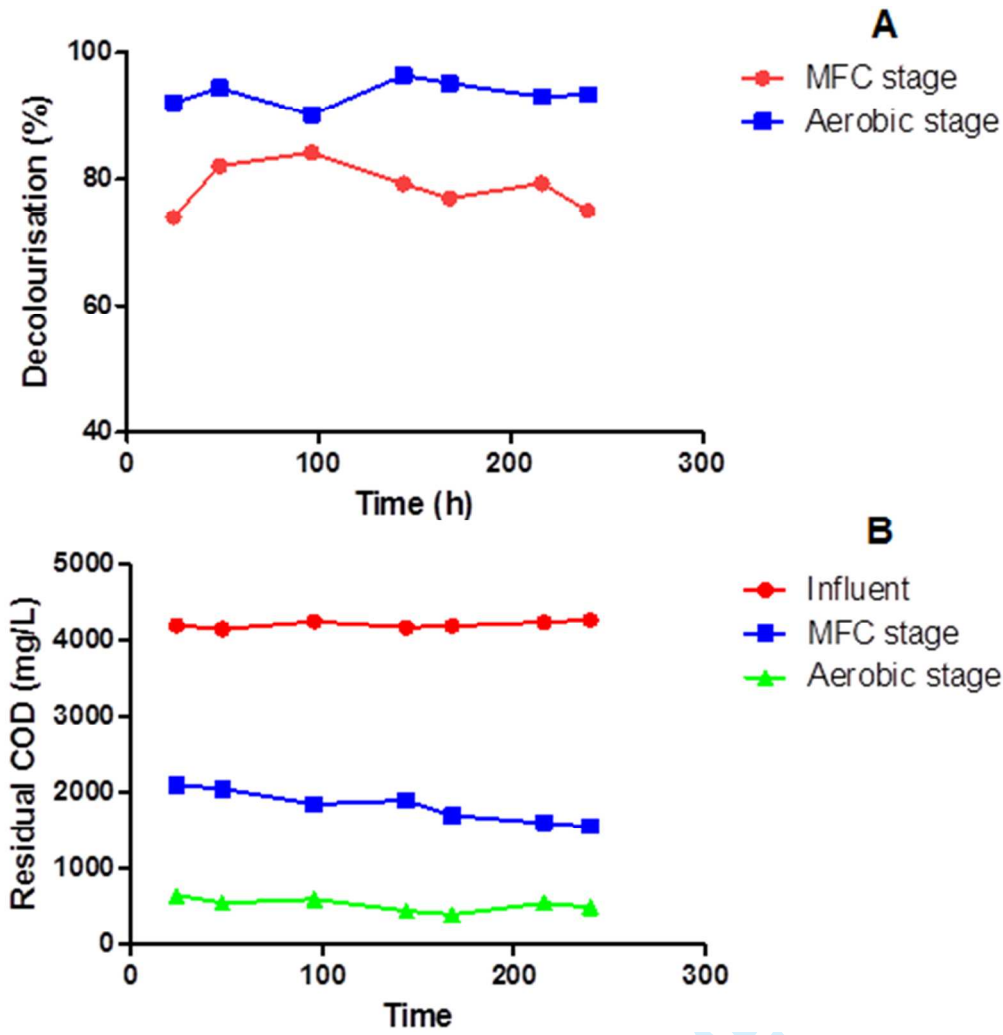 A
MFC stage
Aerobic stage
Decolourisation (%)
100
80
60
40
0 100 200 300
Time (h)
B
Influent
MFC stage
Aerobic stage
Residual COD (mg/L)
5000
4000
3000
2000
1000
0
0 100 200 300
Time